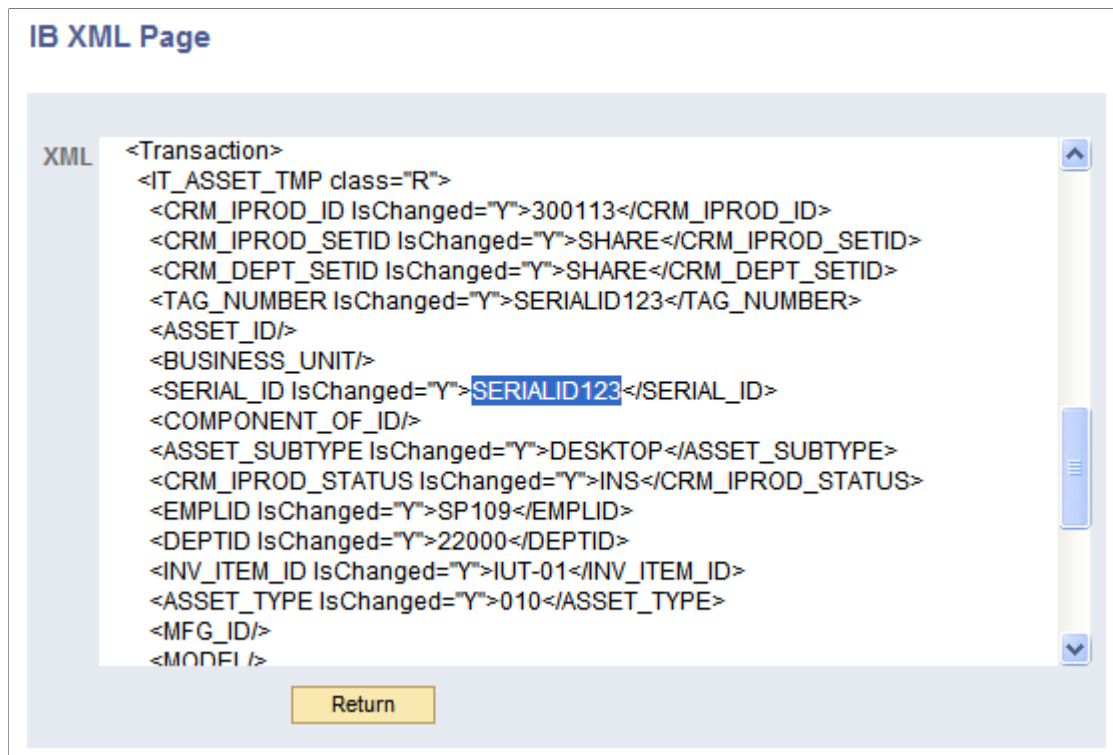 IB XML Page
XML
<Transaction>
<IT_ASSET_TMP class="R">
<CRM_IPROD_ID IsChanged="Y">300113</CRM_IPROD_ID>
<CRM_IPROD_SETID IsChanged="Y">SHARE</CRM_IPROD_SETID>
<CRM_DEPT_SETID IsChanged="Y">SHARE</CRM_DEPT_SETID>
<TAG_NUMBER IsChanged="Y">SERIALID123</TAG_NUMBER>
<ASSET_ID/>
<BUSINESS_UNIT/>
<SERIAL_ID IsChanged="Y">SERIALID123</SERIAL_ID>
<COMPONENT_OF_ID/>
<ASSET_SUBTYPE IsChanged="Y">DESKTOP</ASSET_SUBTYPE>
<CRM_IPROD_STATUS IsChanged="Y">INS</CRM_IPROD_STATUS>
<EMPLID IsChanged="Y">SP109</EMPLID>
<DEPTID IsChanged="Y">22000</DEPTID>
<INV_ITEM_ID IsChanged="Y">IUT-01</INV_ITEM_ID>
<ASSET_TYPE IsChanged="Y">010</ASSET_TYPE>
<MFG_ID/>
<MODEL/>
Return